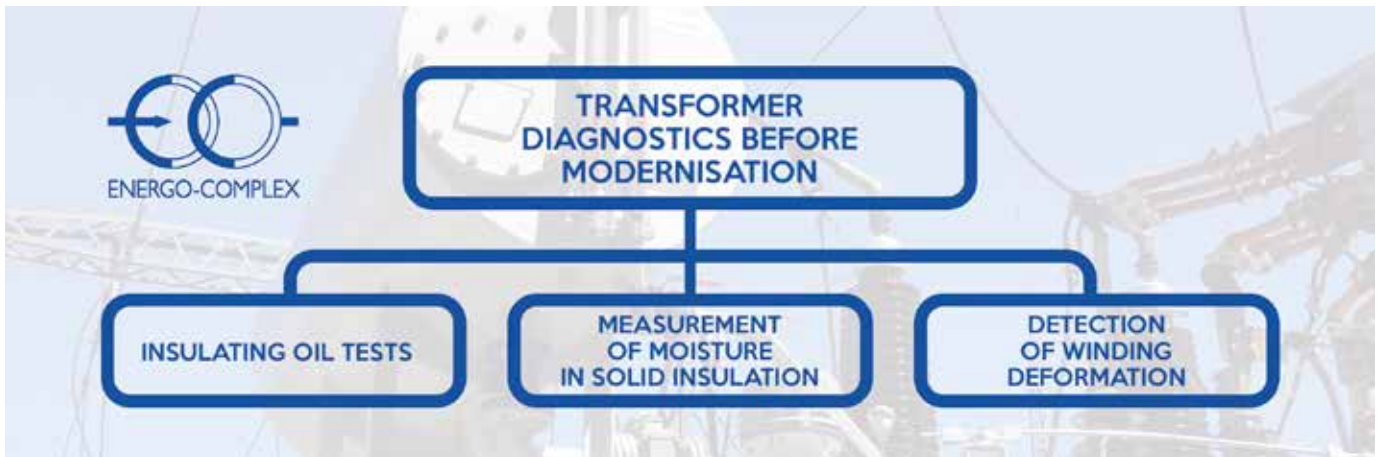 ENERGO-COMPLEX
TRANSFORMER
DIAGNOSTICS BEFORE
MODERNISATION
INSULATING OIL TESTS
MEASUREMENT
OF MOISTURE
IN SOLID INSULATION
DETECTION
OF WINDING
DEFORMATION